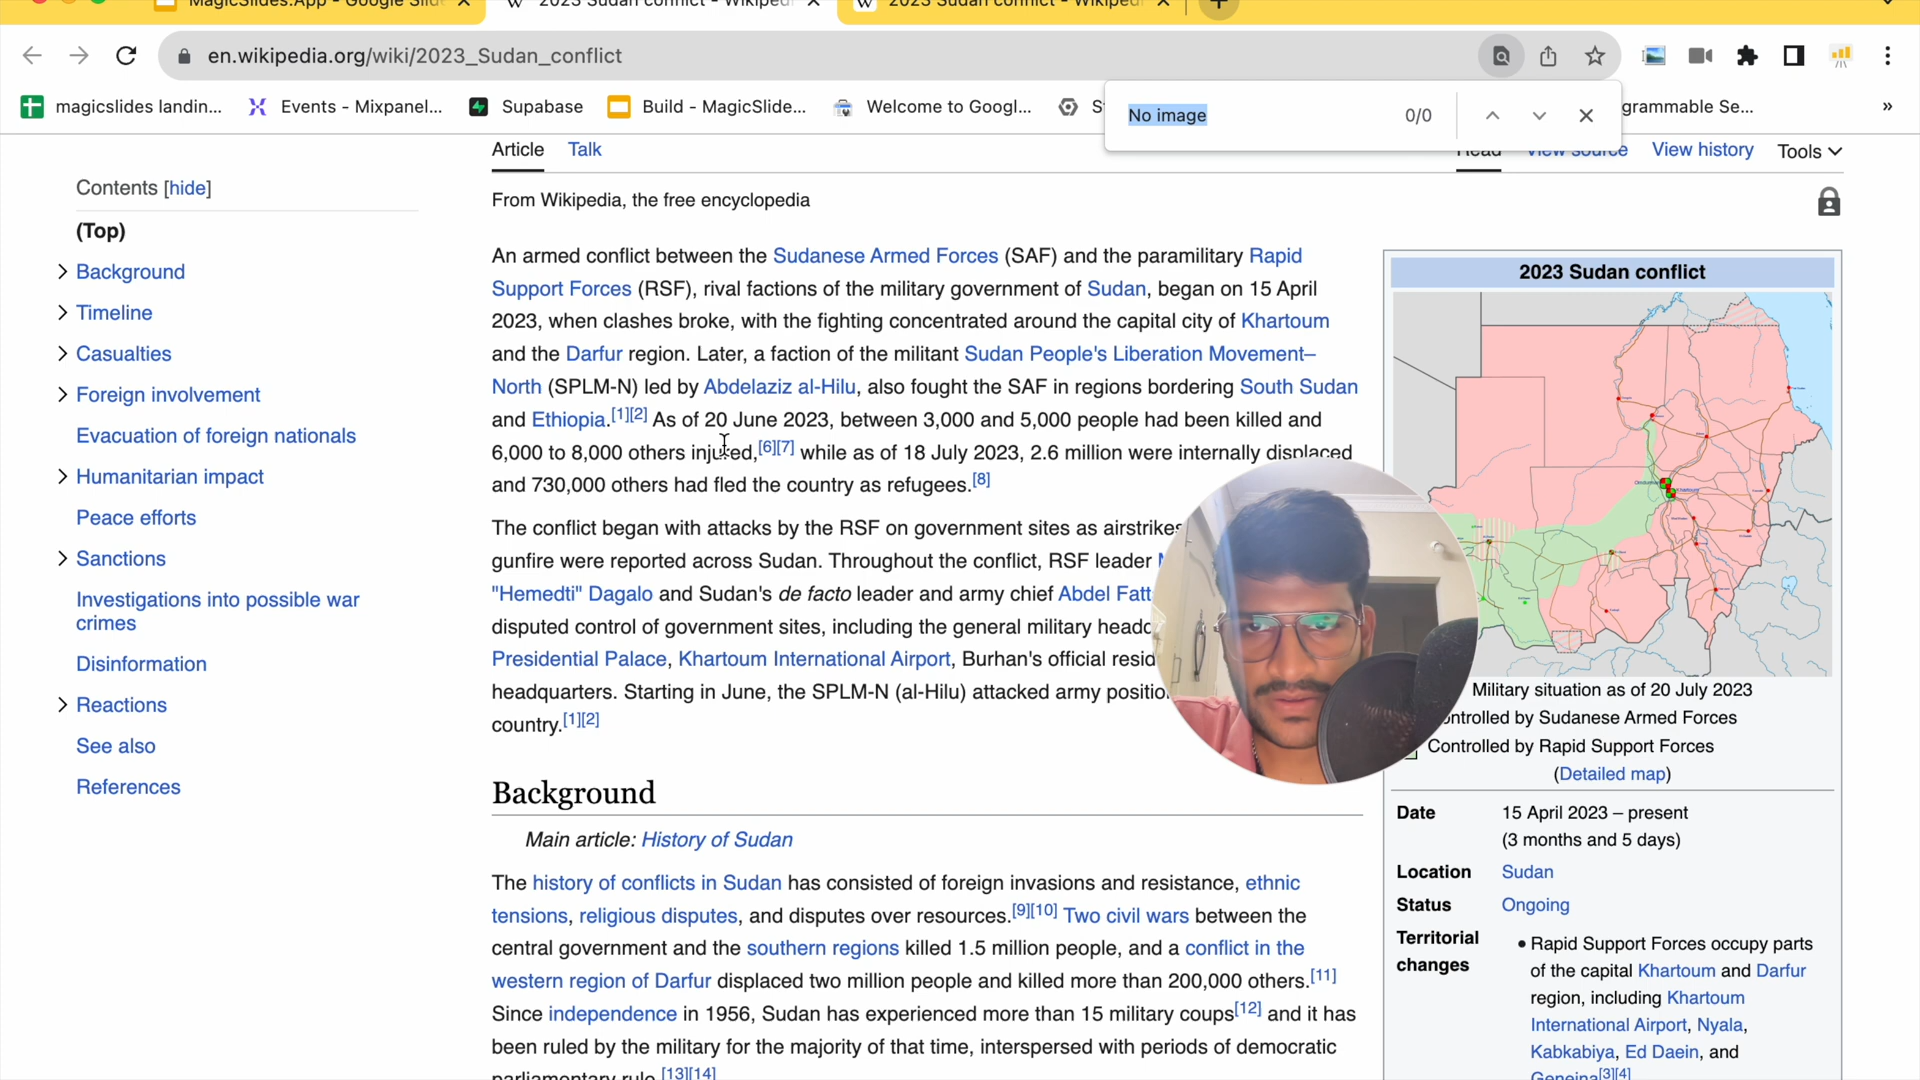 MagicSlides.App - Google Slide
2023 Sudan conflict - Wikipedi
2023 Sudan conflict - Wikipedi
en.wikipedia.org/wiki/2023_Sudan_conflict
magicslides landin...
Events - Mixpanel...
Supabase
Build - MagicSlide...
Welcome to Googl...
grammable Se...
»
No image
0/0
Article
Talk
Read
View source
View history
Tools
Contents [hide]
(Top)
Background
Timeline
Casualties
Foreign involvement
Evacuation of foreign nationals
Humanitarian impact
Peace efforts
Sanctions
Investigations into possible war
crimes
Disinformation
Reactions
See also
References
From Wikipedia, the free encyclopedia
An armed conflict between the Sudanese Armed Forces (SAF) and the paramilitary Rapid
Support Forces (RSF), rival factions of the military government of Sudan, began on 15 April
2023, when clashes broke, with the fighting concentrated around the capital city of Khartoum
and the Darfur region. Later, a faction of the militant Sudan People's Liberation Movement–
North (SPLM-N) led by Abdelaziz al-Hilu, also fought the SAF in regions bordering South Sudan
and Ethiopia.[1][2] As of 20 June 2023, between 3,000 and 5,000 people had been killed and
6,000 to 8,000 others injured,[6][7] while as of 18 July 2023, 2.6 million were internally displaced
and 730,000 others had fled the country as refugees.[8]
The conflict began with attacks by the RSF on government sites as airstrikes
gunfire were reported across Sudan. Throughout the conflict, RSF leader
"Hemedti" Dagalo and Sudan's de facto leader and army chief Abdel Fatt
disputed control of government sites, including the general military headq
Presidential Palace, Khartoum International Airport, Burhan's official resid
headquarters. Starting in June, the SPLM-N (al-Hilu) attacked army positio
country.[1][2]
Background
Main article: History of Sudan
The history of conflicts in Sudan has consisted of foreign invasions and resistance, ethnic
tensions, religious disputes, and disputes over resources.[9][10] Two civil wars between the
central government and the southern regions killed 1.5 million people, and a conflict in the
western region of Darfur displaced two million people and killed more than 200,000 others.[11]
Since independence in 1956, Sudan has experienced more than 15 military coups[12] and it has
been ruled by the military for the majority of that time, interspersed with periods of democratic
parliamentary rule.[13][14]
2023 Sudan conflict
Military situation as of 20 July 2023
ontrolled by Sudanese Armed Forces
Controlled by Rapid Support Forces
(Detailed map)
Date
15 April 2023 – present
(3 months and 5 days)
Location
Sudan
Status
Ongoing
Territorial
changes
• Rapid Support Forces occupy parts
of the capital Khartoum and Darfur
region, including Khartoum
International Airport, Nyala,
Kabkabiya, Ed Daein, and
Geneina[3][4]